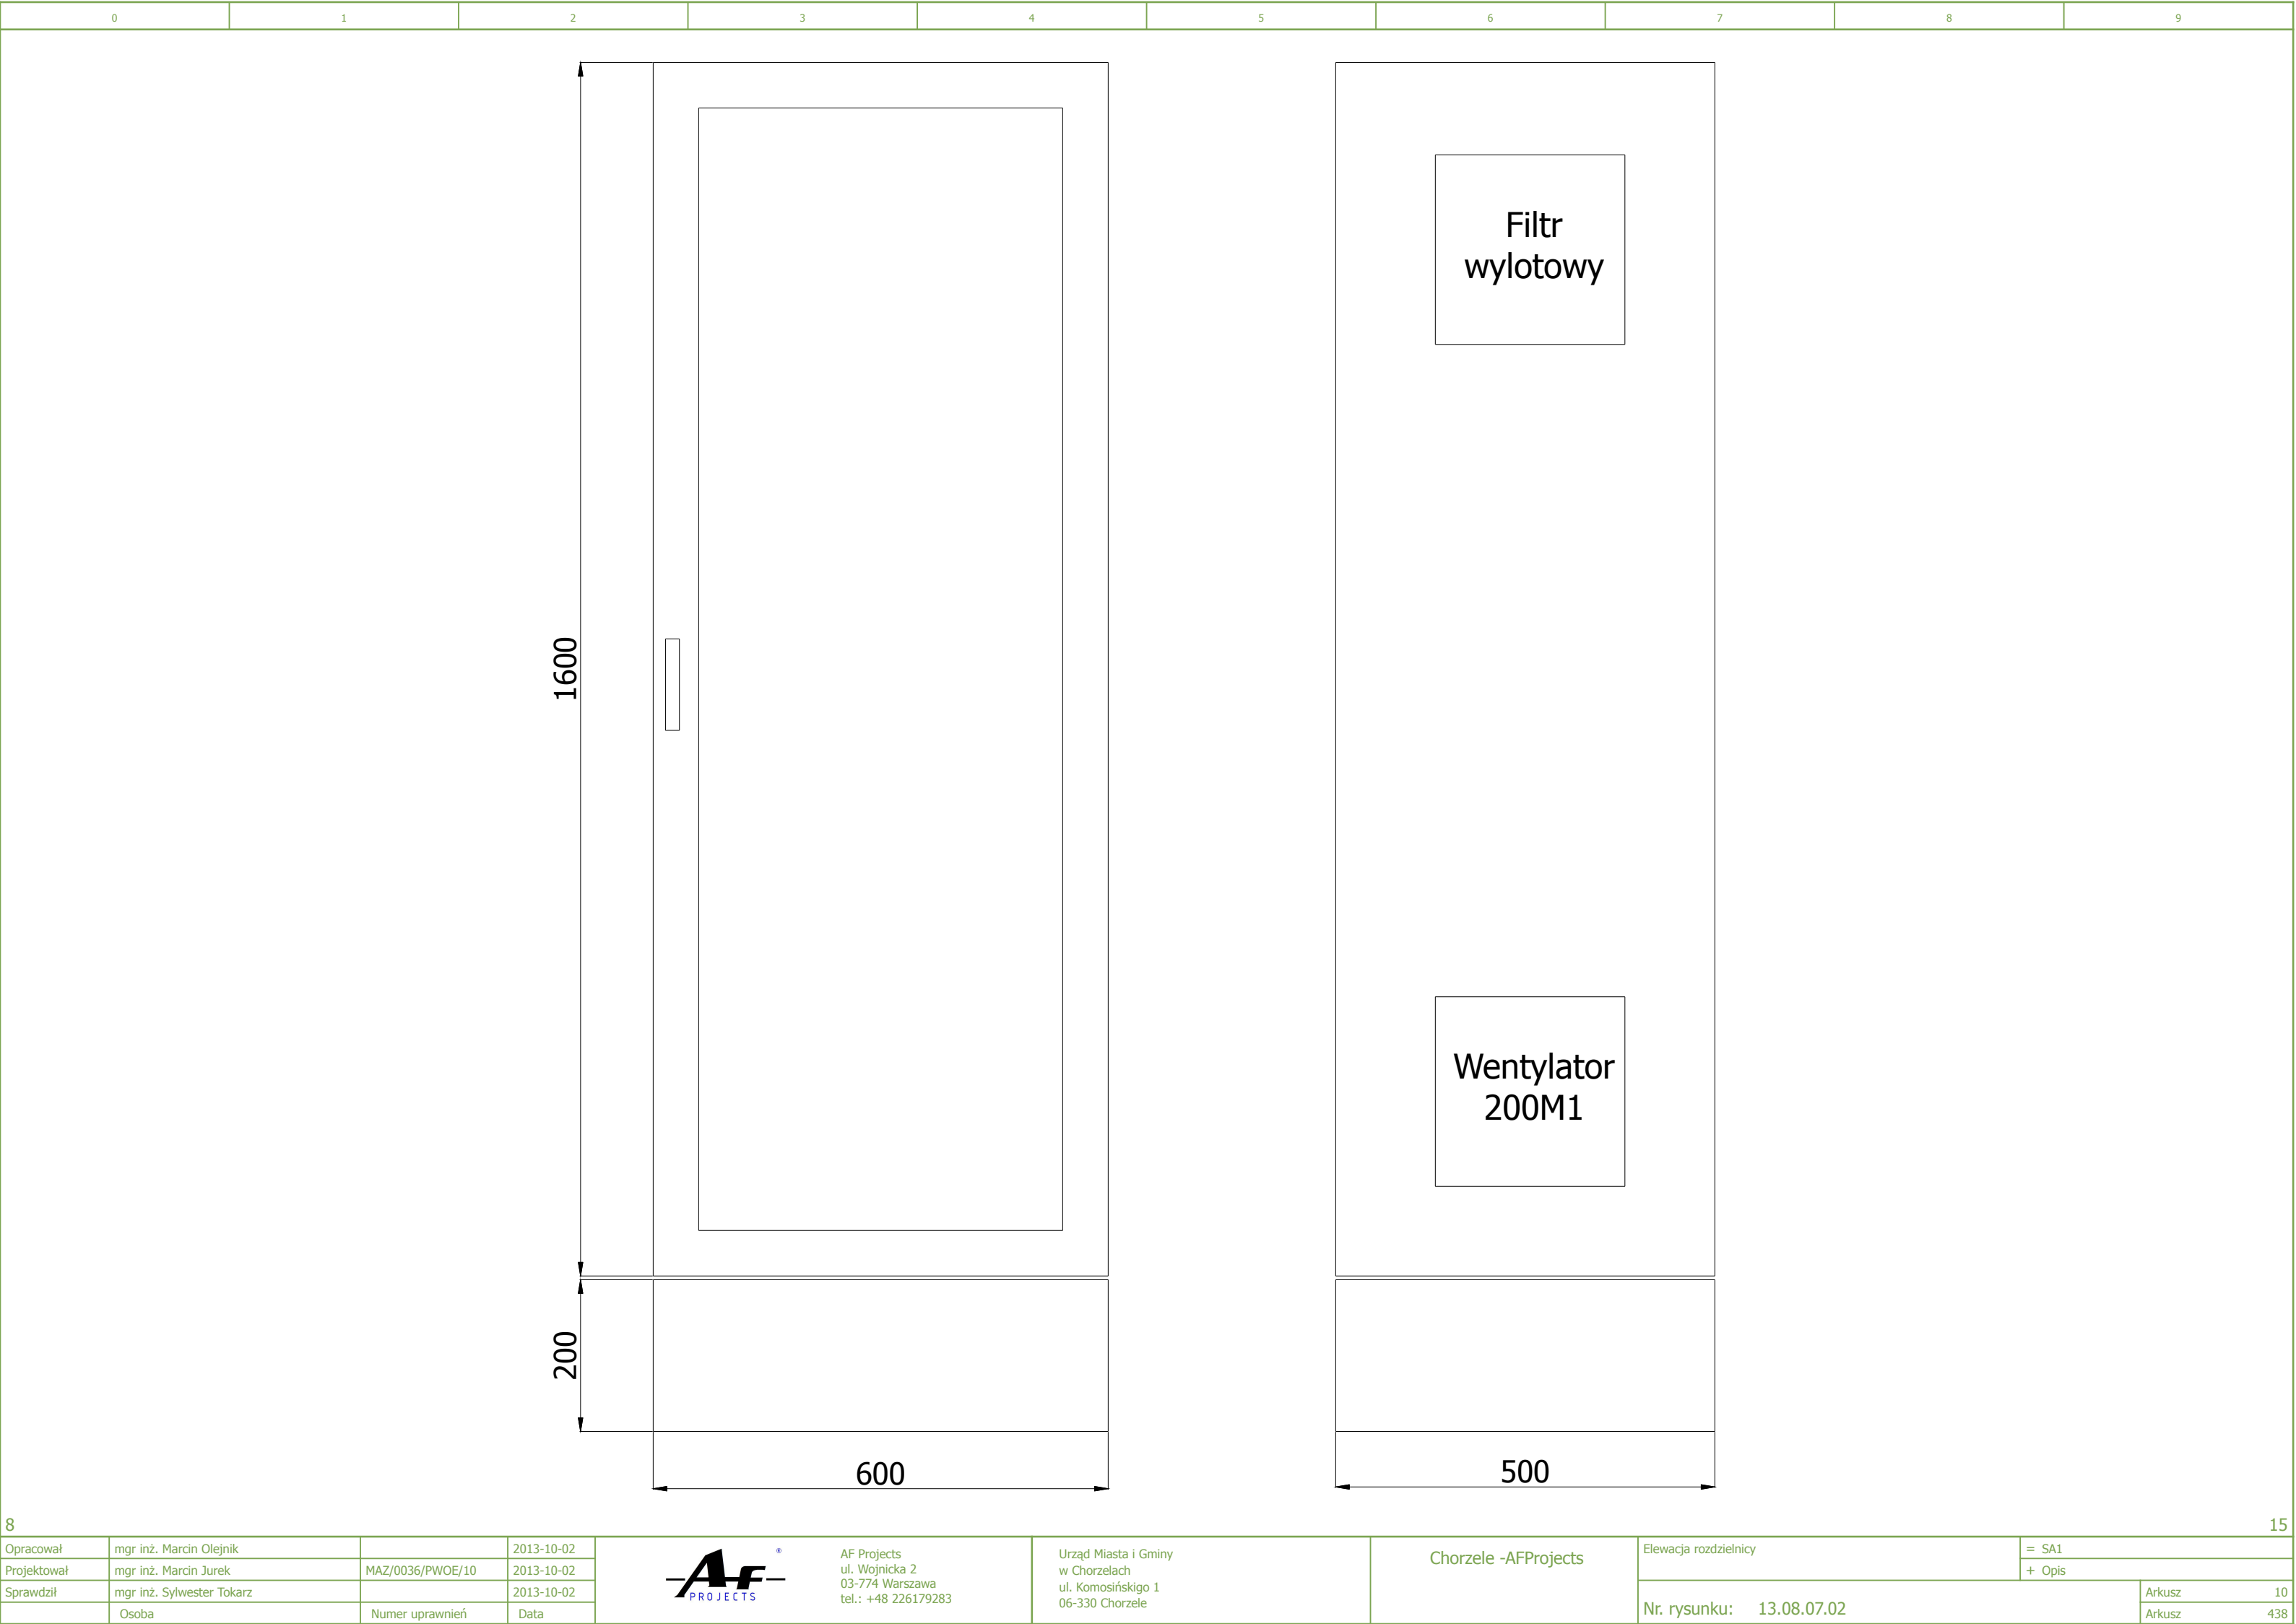 0 1 2 3 4 5 6 7 8 9
Filtr
wylotowy
1600
Wentylator
200M1
200
600
500
8
15
Opracował mgr inż. Marcin Olejnik 2013-10-02
Projektował mgr inż. Marcin Jurek MAZ/0036/PWOE/10 2013-10-02
Sprawdził mgr inż. Sylwester Tokarz 2013-10-02
Osoba Numer uprawnień Data
AF ®
PROJECTS
AF Projects
ul. Wojnicka 2
03-774 Warszawa
tel.: +48 226179283
Urząd Miasta i Gminy
w Chorzelach
ul. Komosińskigo 1
06-330 Chorzele
Chorzele -AFProjects
Elewacja rozdzielnicy
Nr. rysunku: 13.08.07.02
= SA1
+ Opis
Arkusz 10
Arkusz 438